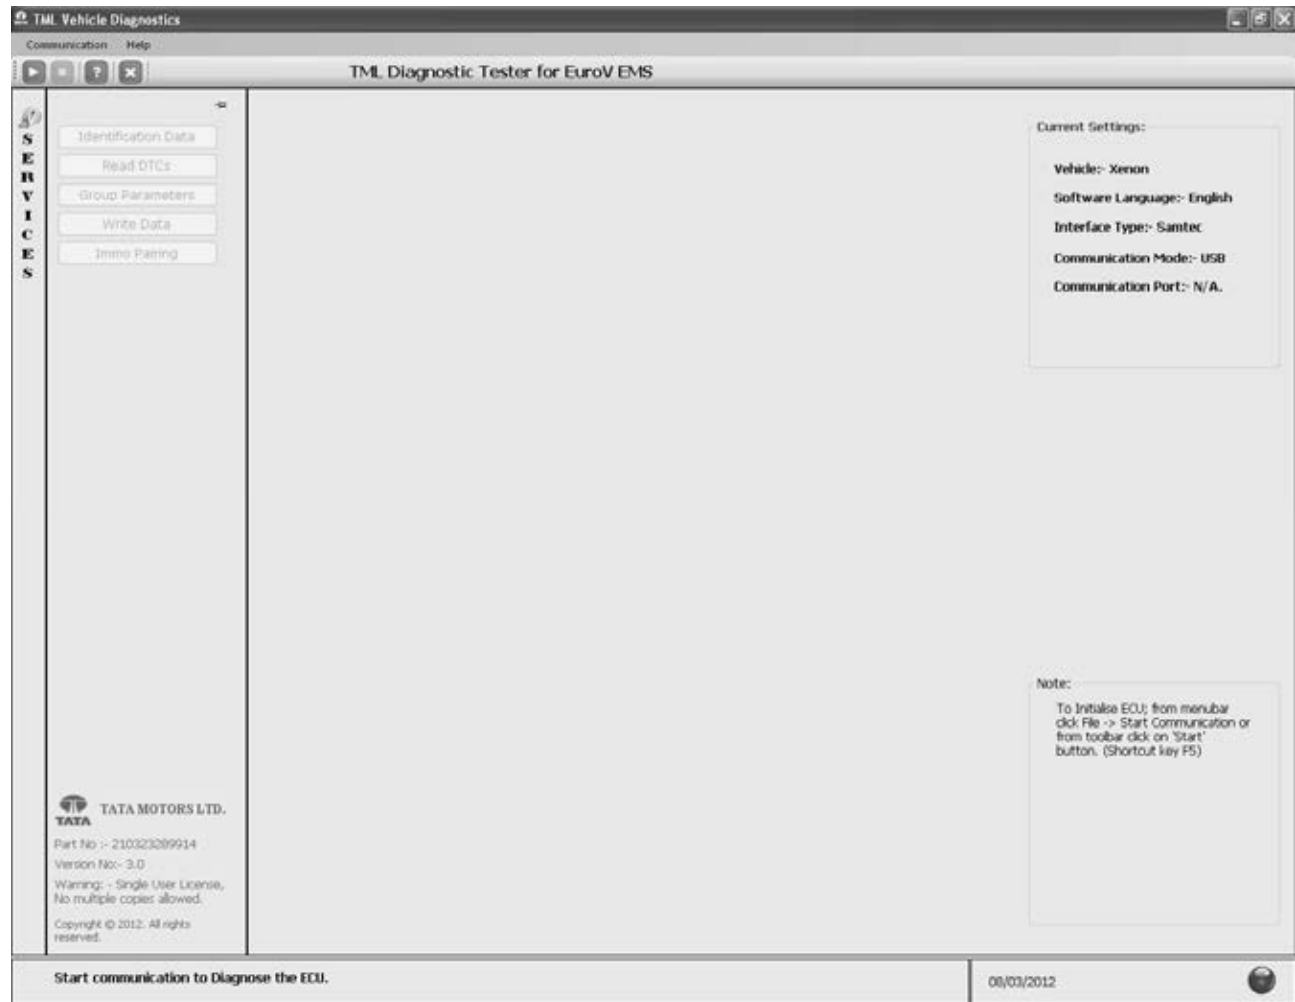 TML Vehicle Diagnostics
Communication Help
TML Diagnostic Tester for EuroV EMS
SERVICES
Identification Data
Read DTCs
Group Parameters
Write Data
Immo Pairing
Current Settings:
Vehicle:- Xenon
Software Language:- English
Interface Type:- Samtec
Communication Mode:- USB
Communication Port:- N/A.
Note:
To Initialise ECU; from menubar
click File -> Start Communication or
from toolbar click on 'Start'
button. (Shortcut key F5)
TATA MOTORS LTD.
TATA
Part No :- 210323289914
Version No:- 3.0
Warning: - Single User License,
No multiple copies allowed.
Copyright © 2012. All rights
reserved.
Start communication to Diagnose the ECU.
08/03/2012